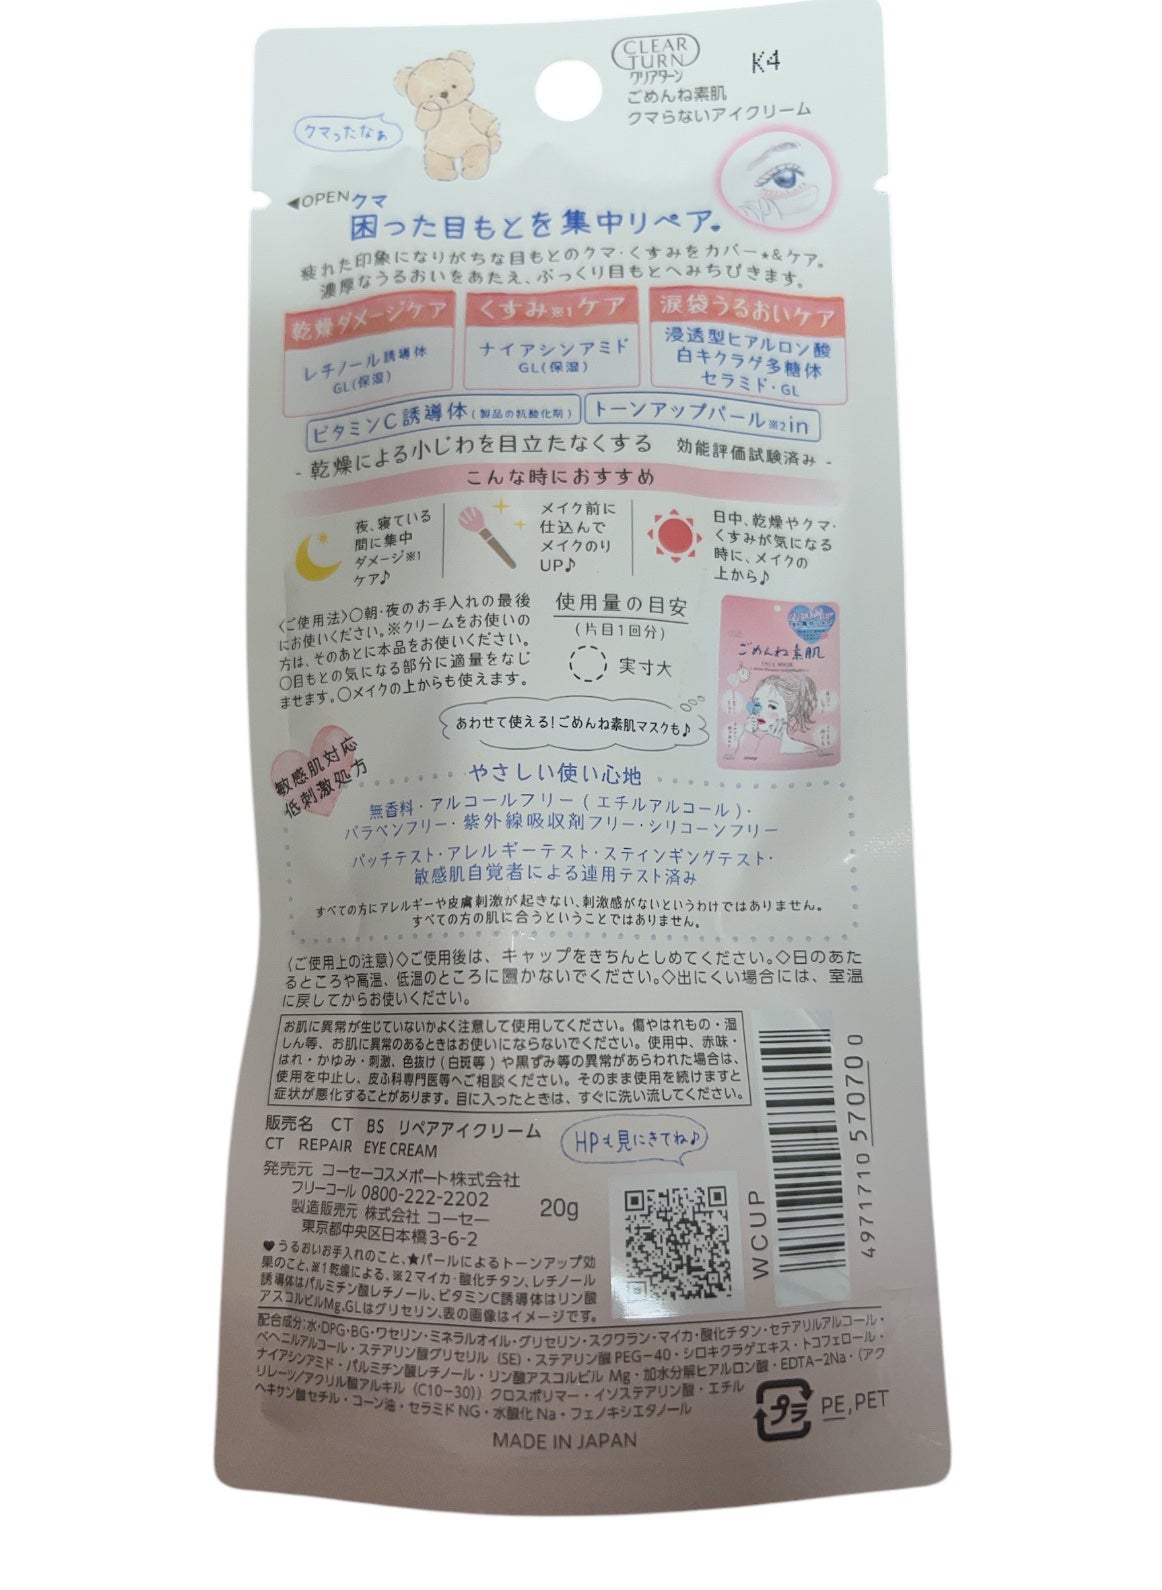 CLEAR
TURN
クリアターン
K4
ごめんね素肌
クマらないアイクリーム
クマったなぁ
◀OPEN
クマ
困った目もとを集中リペア♥
疲れた印象になりがちな目もとのクマ・くすみをカバー★&ケア。
濃厚なうるおいをあたえ、ぷっくり目もとへみちびきます。
乾燥ダメージケア
レチノール誘導体
GL(保湿)
くすみ※1ケア
ナイアシンアミド
GL(保湿)
涙袋うるおいケア
浸透型ヒアルロン酸
白キクラゲ多糖体
セラミド・GL
ビタミンC誘導体(製品の抗酸化剤)
トーンアップパール※2in
- 乾燥による小じわを目立たなくする 効能評価試験済み -
こんな時におすすめ
夜、寝ている
間に集中
ダメージ※1
ケア♪
メイク前に
仕込んで
メイクのり
UP♪
日中、乾燥やクマ・
くすみが気になる
時に、メイクの
上から♪
〈ご使用法〉○朝・夜のお手入れの最後
にお使いください。※クリームをお使いの
方は、そのあとに本品をお使いください。
○目もとの気になる部分に適量をなじ
ませます。○メイクの上からも使えます。
使用量の目安
(片目1回分)
実寸大
ごめんね素肌
あわせて使える!ごめんね素肌マスクも♪
敏感肌対応
低刺激処方
やさしい使い心地
無香料・アルコールフリー(エチルアルコール)・
パラベンフリー・紫外線吸収剤フリー・シリコーンフリー
パッチテスト・アレルギーテスト・スティンギングテスト・
敏感肌自覚者による連用テスト済み
すべての方にアレルギーや皮膚刺激が起きない、刺激感がないというわけではありません。
すべての方の肌に合うということではありません。
〈ご使用上の注意〉◇ご使用後は、キャップをきちんとしめてください。◇日のあた
るところや高温、低温のところに置かないでください。◇出にくい場合には、室温
に戻してからお使いください。
お肌に異常が生じていないかよく注意して使用してください。傷やはれもの・湿
しん等、お肌に異常のあるときはお使いにならないでください。使用中、赤味・
はれ・かゆみ・刺激、色抜け(白斑等)や黒ずみ等の異常があらわれた場合は、
使用を中止し、皮ふ科専門医等へご相談ください。そのまま使用を続けますと
症状が悪化することがあります。目に入ったときは、すぐに洗い流してください。
販売名 CT BS リペアアイクリーム
CT REPAIR EYE CREAM
HPも見にきてね♪
発売元 コーセーコスメポート株式会社
フリーコール 0800-222-2202
製造販売元 株式会社 コーセー
東京都中央区日本橋3-6-2
20g
WCUP
4971710570700
♥うるおいお手入れのこと、★パールによるトーンアップ効
果のこと、※1乾燥による、※2マイカ・酸化チタン、レチノール
誘導体はパルミチン酸レチノール、ビタミンC誘導体はリン酸
アスコルビルMg、GLはグリセリン、表の画像はイメージです。
配合成分:水・DPG・BG・ワセリン・ミネラルオイル・グリセリン・スクワラン・マイカ・酸化チタン・セテアリルアルコール・
ベヘニルアルコール・ステアリン酸グリセリル(SE)・ステアリン酸PEG-40・シロキクラゲエキス・トコフェロール・
ナイアシンアミド・パルミチン酸レチノール・リン酸アスコルビル Mg・加水分解ヒアルロン酸・EDTA-2Na・(アク
リレーツ/アクリル酸アルキル(C10-30))クロスポリマー・イソステアリン酸・エチル
ヘキサン酸セチル・コーン油・セラミドNG・水酸化Na・フェノキシエタノール
プラ
PE,PET
MADE IN JAPAN